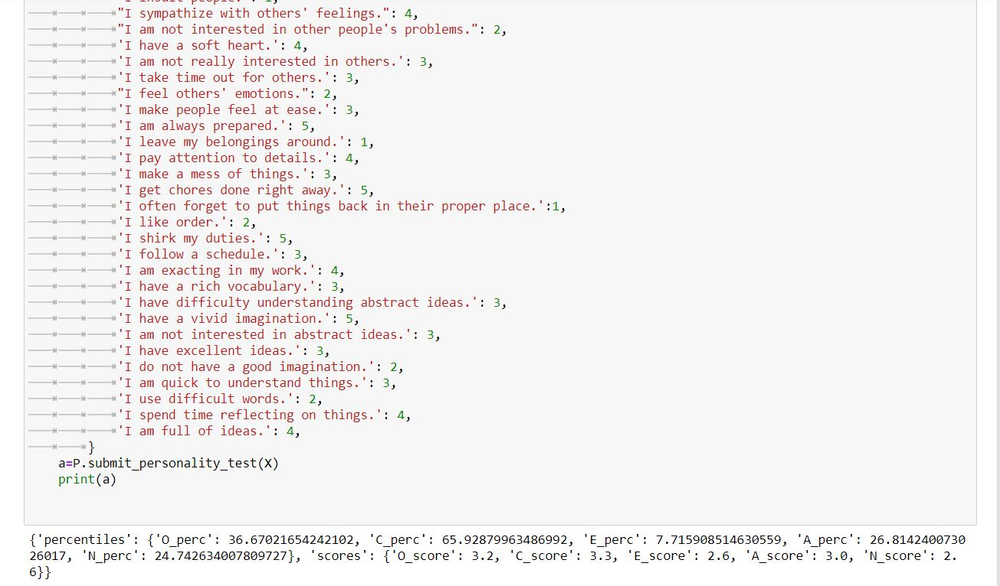 "I sympathize with others' feelings.": 4,
"I am not interested in other people's problems.": 2,
'I have a soft heart.': 4,
'I am not really interested in others.': 3,
'I take time out for others.': 3,
"I feel others' emotions.": 2,
'I make people feel at ease.': 3,
'I am always prepared.': 5,
'I leave my belongings around.': 1,
'I pay attention to details.': 4,
'I make a mess of things.': 3,
'I get chores done right away.': 5,
'I often forget to put things back in their proper place.':1,
'I like order.': 2,
'I shirk my duties.': 5,
'I follow a schedule.': 3,
'I am exacting in my work.': 4,
'I have a rich vocabulary.': 3,
'I have difficulty understanding abstract ideas.': 3,
'I have a vivid imagination.': 5,
'I am not interested in abstract ideas.': 3,
'I have excellent ideas.': 3,
'I do not have a good imagination.': 2,
'I am quick to understand things.': 3,
'I use difficult words.': 2,
'I spend time reflecting on things.': 4,
'I am full of ideas.': 4,
}
a=P.submit_personality_test(X)
print(a)
{'percentiles': {'O_perc': 36.67021654242102, 'C_perc': 65.92879963486992, 'E_perc': 7.715908514630559, 'A_perc': 26.8142400730
26017, 'N_perc': 24.742634007809727}, 'scores': {'O_score': 3.2, 'C_score': 3.3, 'E_score': 2.6, 'A_score': 3.0, 'N_score': 2.
6}}